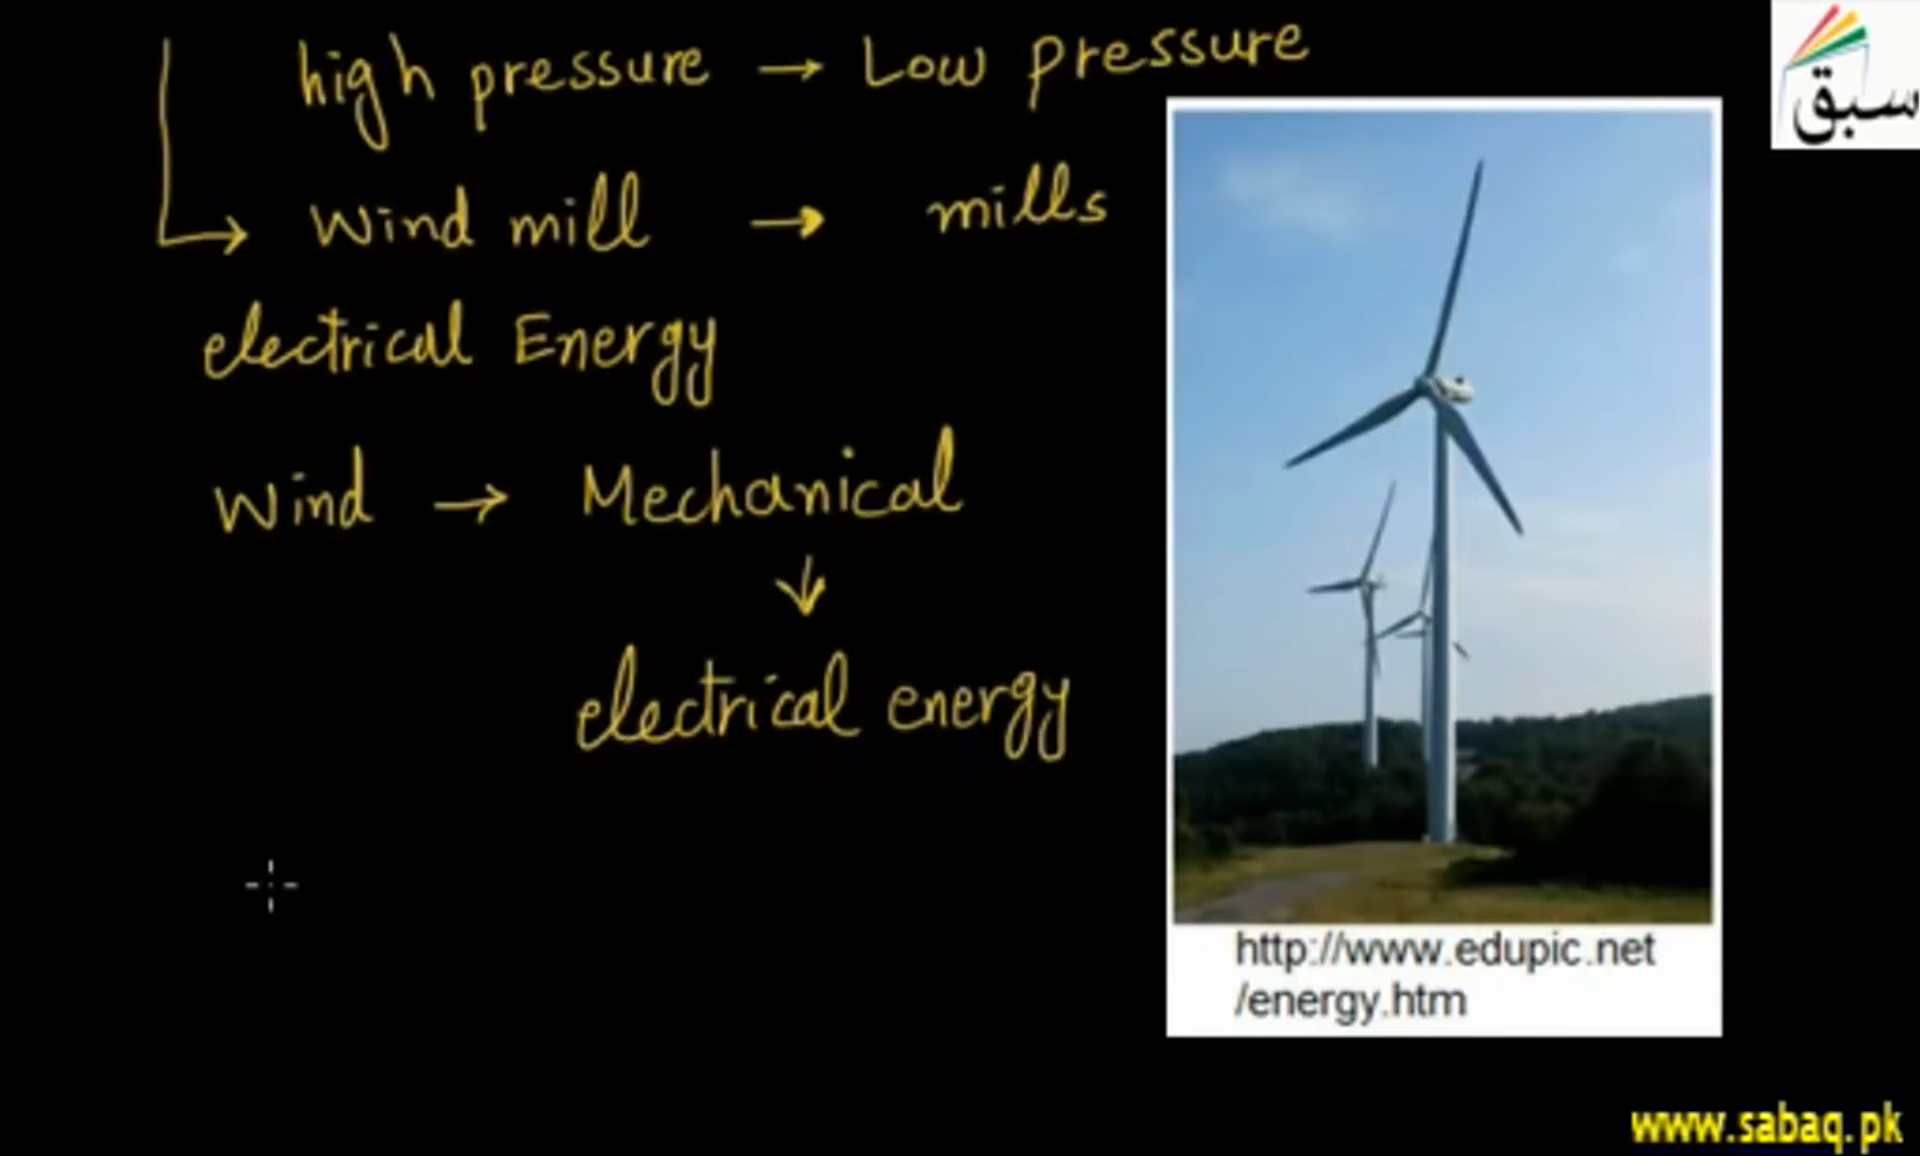 high pressure → Low pressure
سبق
→ Wind mill → mills
electrical Energy
Wind → Mechanical
↓
electrical energy
http://www.edupic.net
/energy.htm
www.sabaq.pk